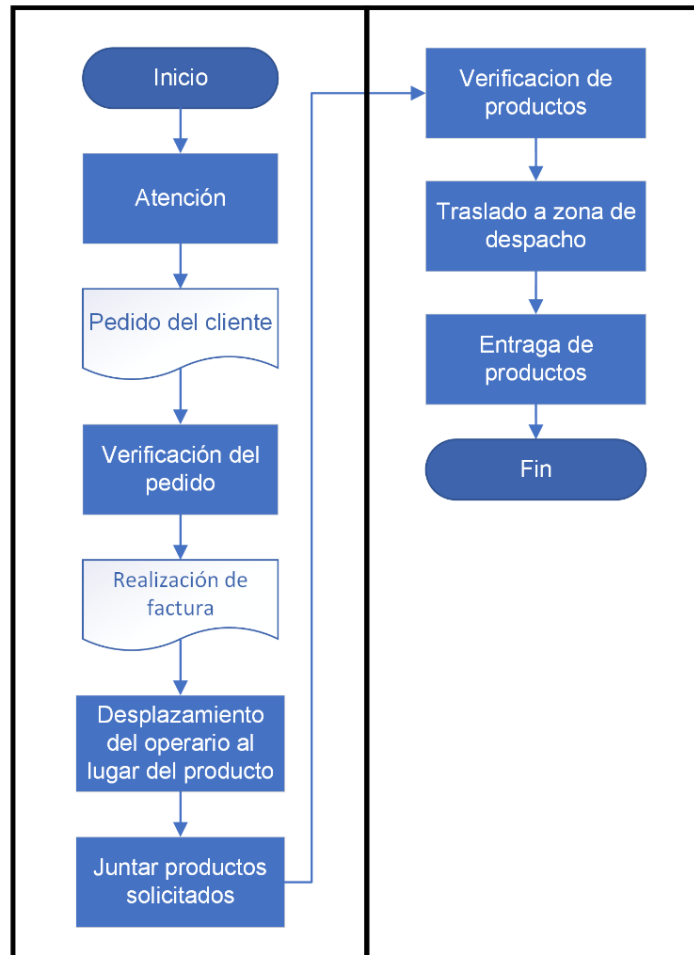 Inicio
Atención
Pedido del cliente
Verificación del
pedido
Realización de
factura
Desplazamiento
del operario al
lugar del producto
Juntar productos
solicitados
Verificacion de
productos
Traslado a zona de
despacho
Entraga de
productos
Fin